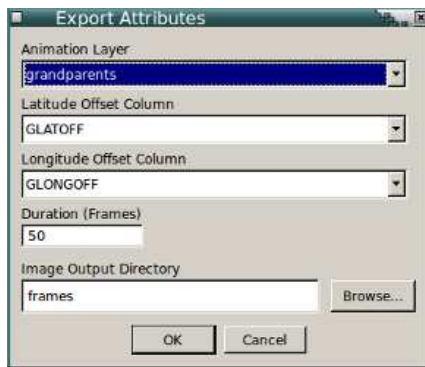 Export Attributes
Animation Layer
grandparents
Latitude Offset Column
GLATOFF
Longitude Offset Column
GLONGOFF
Duration (Frames)
50
Image Output Directory
frames
Browse...
OK
Cancel